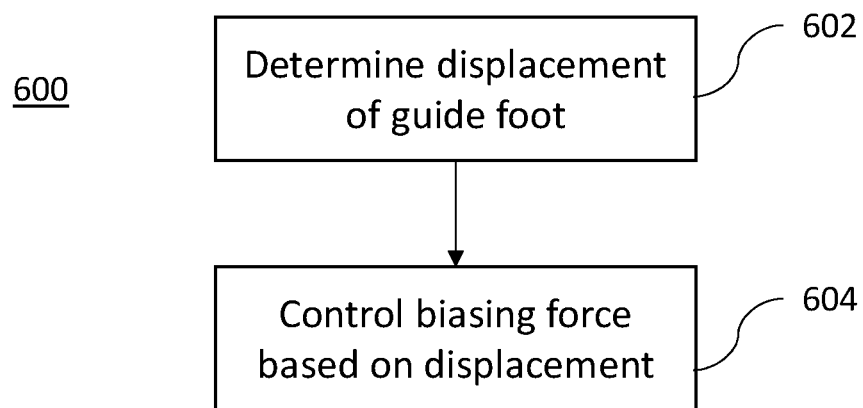 602
Determine displacement
of guide foot
600
Control biasing force
based on displacement
604